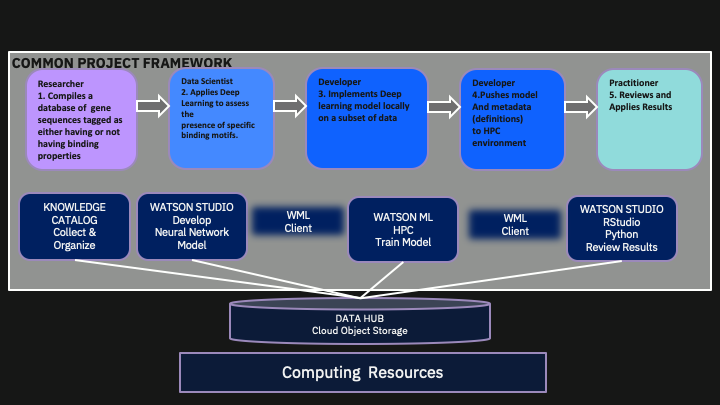 COMMON PROJECT FRAMEWORK
Researcher
1. Compiles a
database of gene
sequences tagged as
either having or not
having binding
properties
Data Scientist
2. Applies Deep
Learning to assess
the
presence of specific
binding motifs.
Developer
3. Implements Deep
learning model locally
on a subset of data
Developer
4.Pushes model
And metadata
(definitions)
to HPC
environment
Practitioner
5. Reviews and
Applies Results
KNOWLEDGE
CATALOG
Collect &
Organize
WATSON STUDIO
Develop
Neural Network
Model
WML
Client
WATSON ML
HPC
Train Model
WML
Client
WATSON STUDIO
RStudio
Python
Review Results
DATA HUB
Cloud Object Storage
Computing Resources